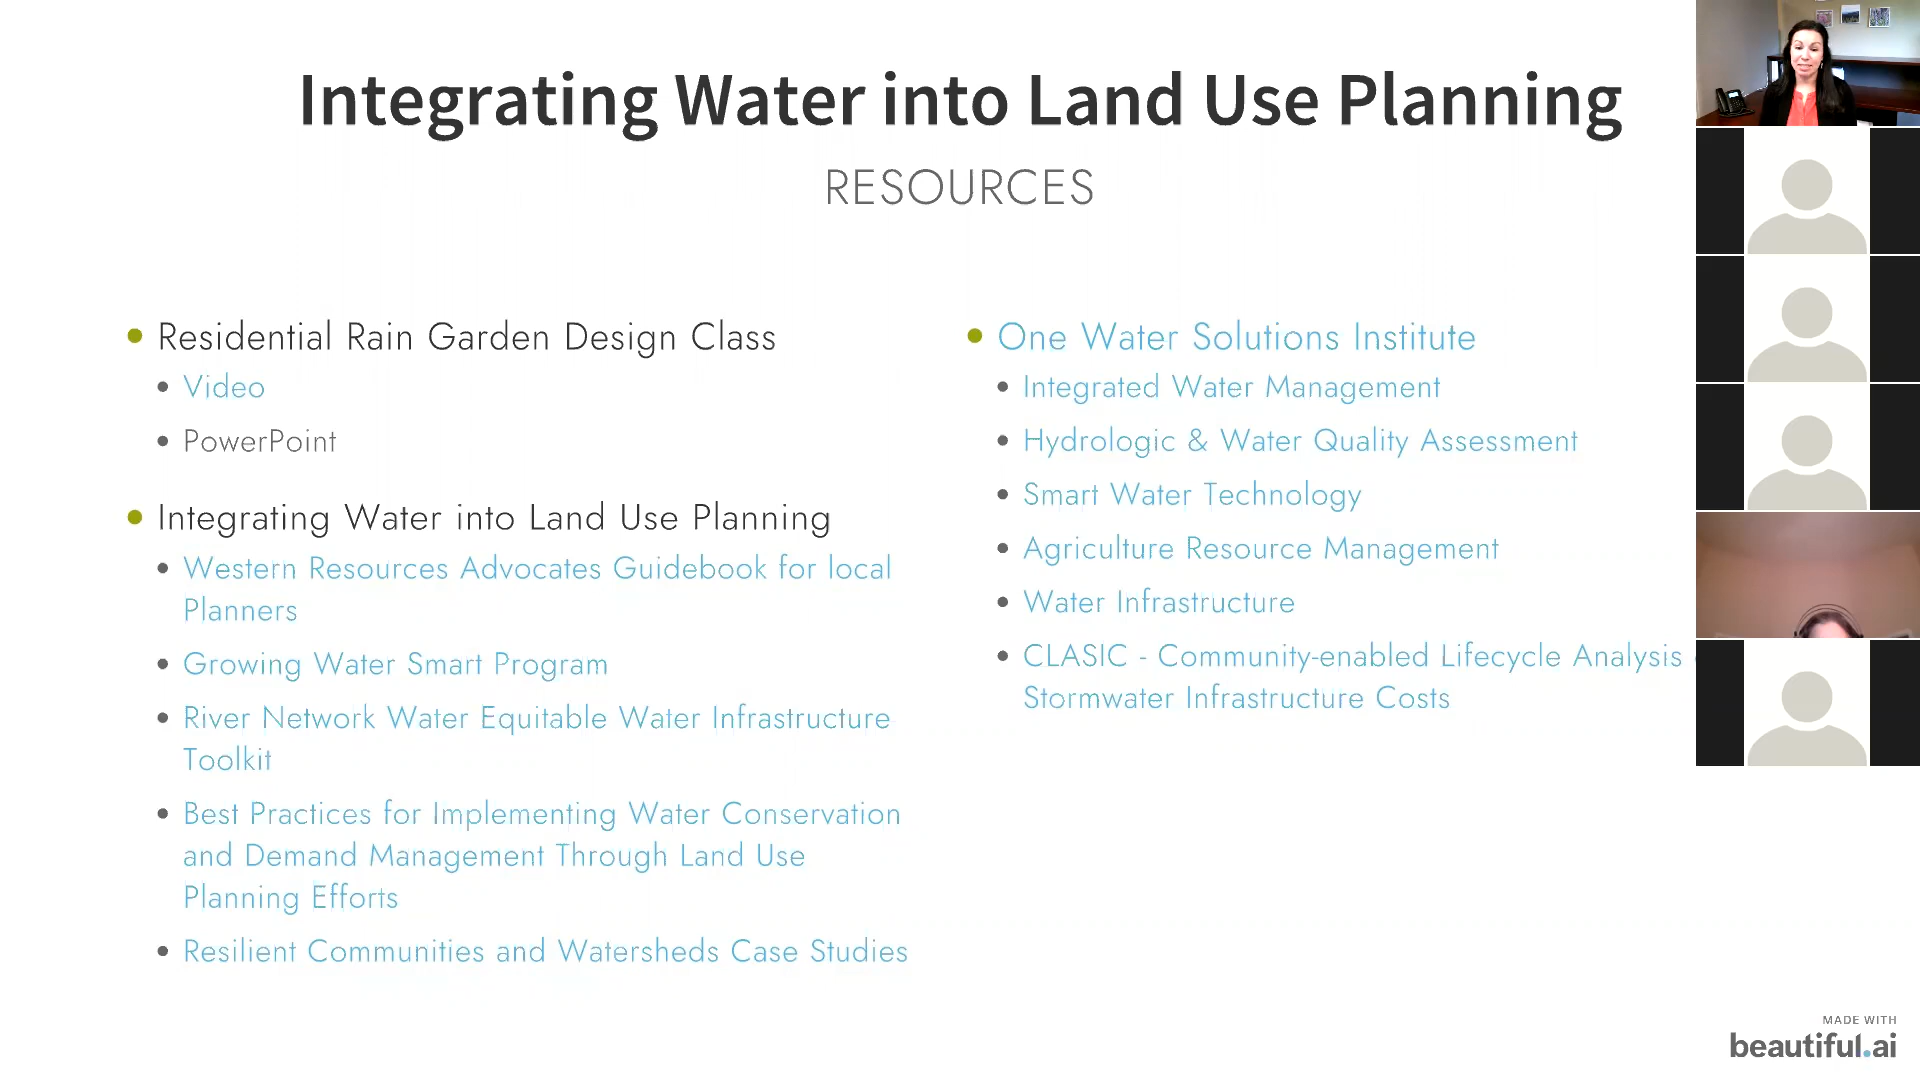 Integrating Water into Land Use Planning
RESOURCES
Residential Rain Garden Design Class
Video
PowerPoint
Integrating Water into Land Use Planning
Western Resources Advocates Guidebook for local
Planners
Growing Water Smart Program
River Network Water Equitable Water Infrastructure
Toolkit
Best Practices for Implementing Water Conservation
and Demand Management Through Land Use
Planning Efforts
Resilient Communities and Watersheds Case Studies
One Water Solutions Institute
Integrated Water Management
Hydrologic & Water Quality Assessment
Smart Water Technology
Agriculture Resource Management
Water Infrastructure
CLASIC - Community-enabled Lifecycle Analysis
Stormwater Infrastructure Costs
MADE WITH
beautiful.ai